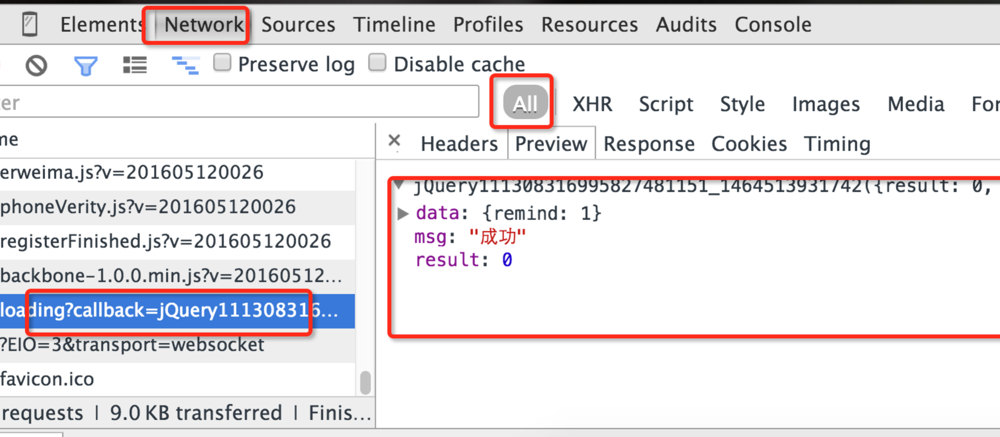 Elements Network Sources Timeline Profiles Resources Audits Console
Preserve log Disable cache
er All XHR Script Style Images Media For
me
Headers Preview Response Cookies Timing
erweima.js?v=201605120026
phoneVerity.js?v=201605120026
registerFinished.js?v=201605120026
backbone-1.0.0.min.js?v=20160512...
loading?callback=jQuery111308316...
?EIO=3&transport=websocket
favicon.ico
requests | 9.0 KB transferred | Finis...
jQuery111308316995827481151_1464513931742({result: 0,
data: {remind: 1}
msg: "成功"
result: 0